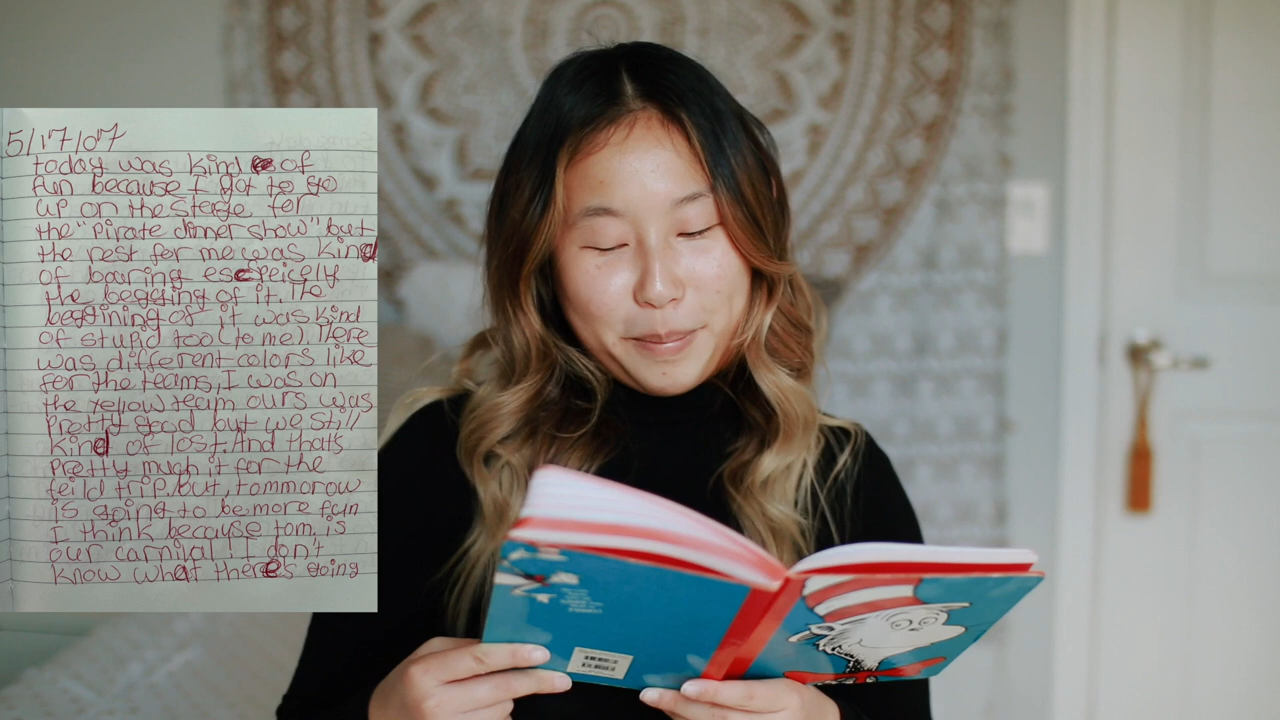 5/17/07
today was kind of
fun because I got to go
up on the stage for
the "Pirate dinner show" but
the rest for me was kind
of boaring escpeicely
the beggining of it. The
beggining of it was kind
of stupid too (to me). There
was different colors like
for the teams, I was on
the yellow team ours was
Pretty good but we still
kind of lost. And that's
Pretty much it for the
feild trip. but, tommorow
is going to be more fun
I think because tom, is
our carnival! I don't
know what there's going